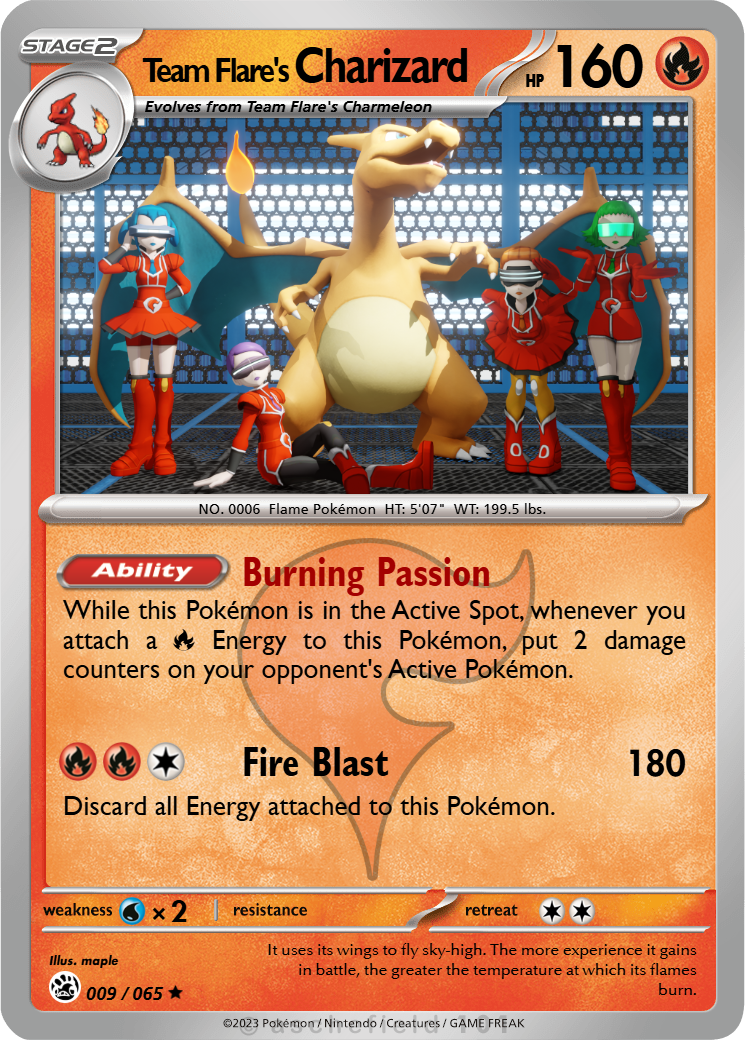 STAGE2
Team Flare's Charizard HP 160
Evolves from Team Flare's Charmeleon
NO. 0006 Flame Pokémon HT: 5'07" WT: 199.5 lbs.
Ability Burning Passion
While this Pokémon is in the Active Spot, whenever you
attach a Energy to this Pokémon, put 2 damage
counters on your opponent's Active Pokémon.
Fire Blast 180
Discard all Energy attached to this Pokémon.
weakness × 2 resistance retreat
Illus. maple
It uses its wings to fly sky-high. The more experience it gains
in battle, the greater the temperature at which its flames
burn.
009 / 065
©2023 Pokémon / Nintendo / Creatures / GAME FREAK